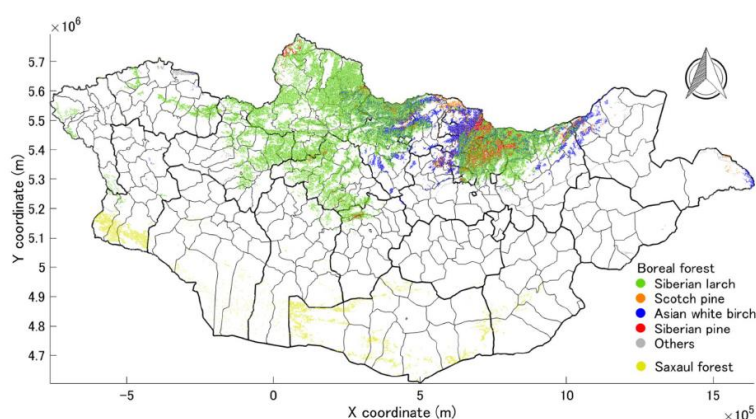 ×10⁶
5.7
5.6
5.5
5.4
5.3
5.2
5.1
5
4.9
4.8
4.7
Y coordinate (m)
Boreal forest
Siberian larch
Scotch pine
Asian white birch
Siberian pine
Others
Saxaul forest
-5
0
5
10
15
×10⁵
X coordinate (m)